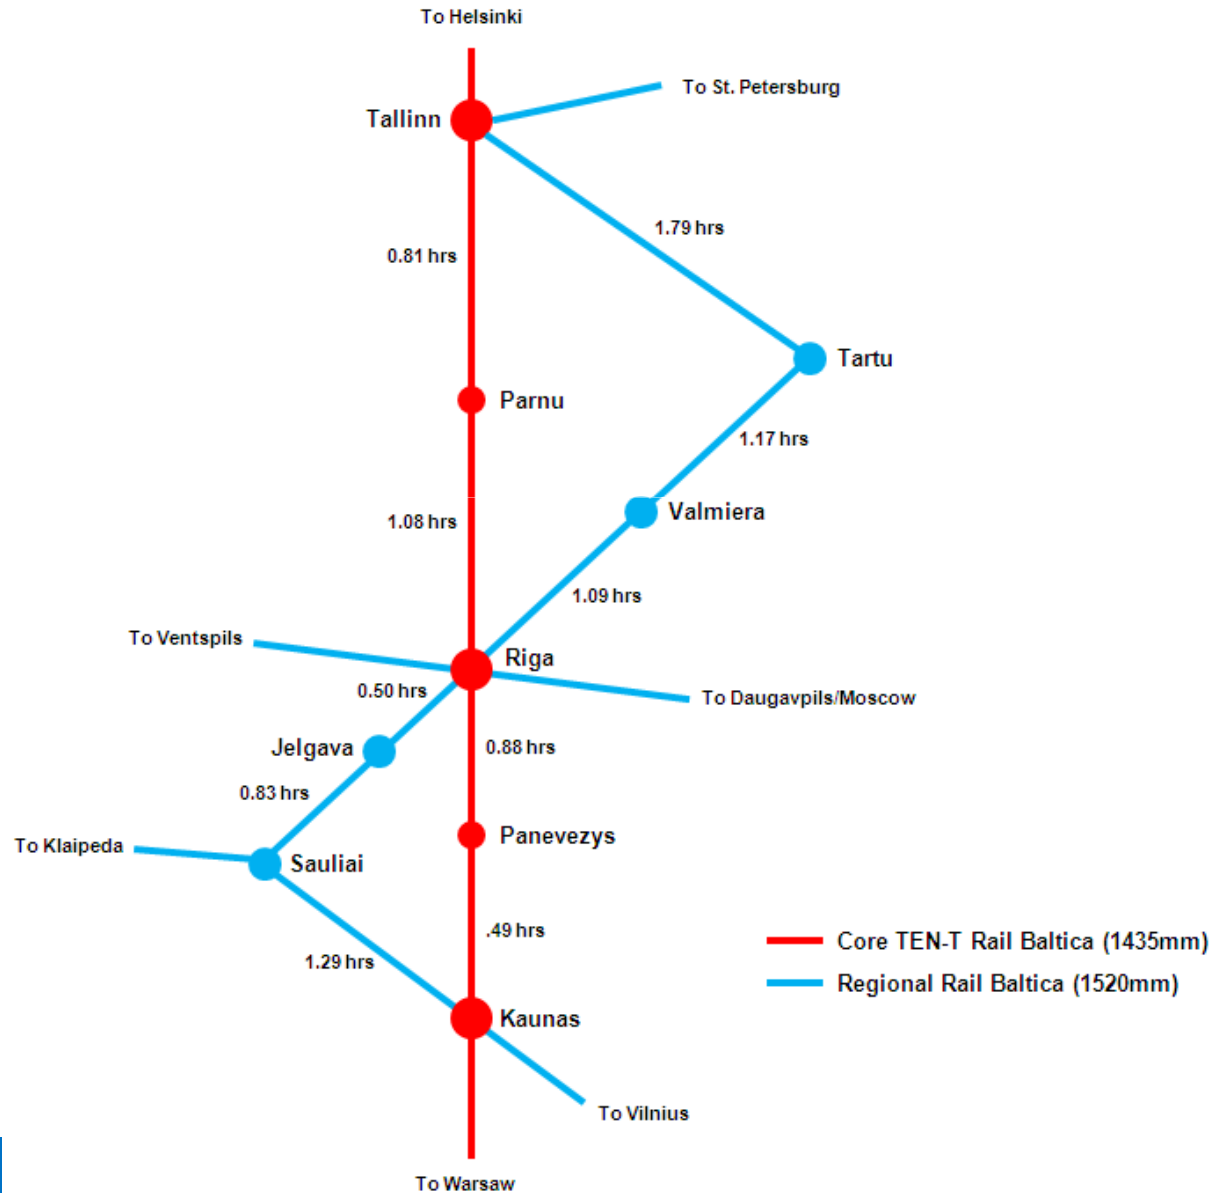 To Helsinki
To St. Petersburg
Tallinn
1.79 hrs
0.81 hrs
Tartu
Parnu
1.17 hrs
Valmiera
1.08 hrs
1.09 hrs
To Ventspils
Riga
0.50 hrs
To Daugavpils/Moscow
Jelgava
0.88 hrs
0.83 hrs
Panevezys
To Klaipeda
Sauliai
.49 hrs
Core TEN-T Rail Baltica (1435mm)
1.29 hrs
Regional Rail Baltica (1520mm)
Kaunas
To Vilnius
To Warsaw